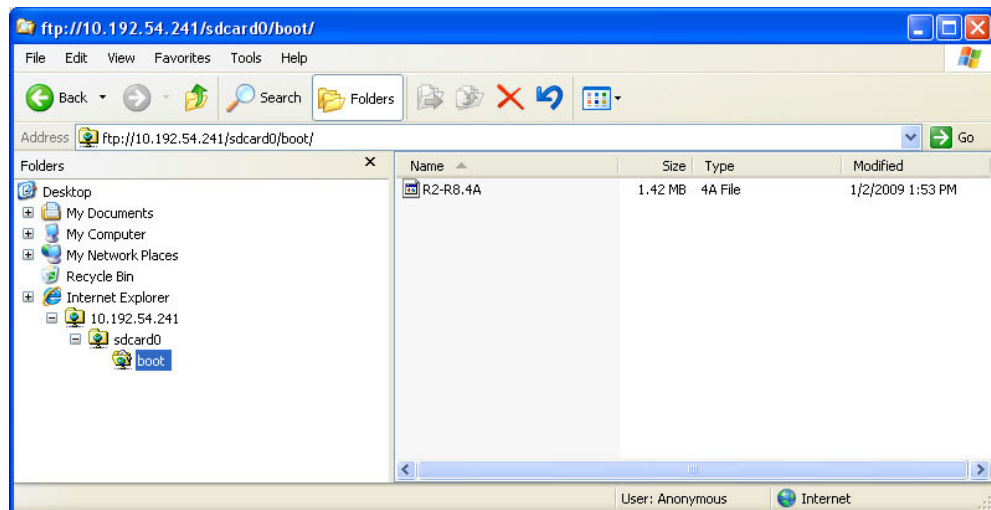 ftp://10.192.54.241/sdcard0/boot/
File Edit View Favorites Tools Help
Back Search Folders
Address ftp://10.192.54.241/sdcard0/boot/ Go
Folders x Name Size Type Modified
Desktop R2-R8.4A 1.42 MB 4A File 1/2/2009 1:53 PM
My Documents
My Computer
My Network Places
Recycle Bin
Internet Explorer
10.192.54.241
sdcard0
boot
User: Anonymous Internet